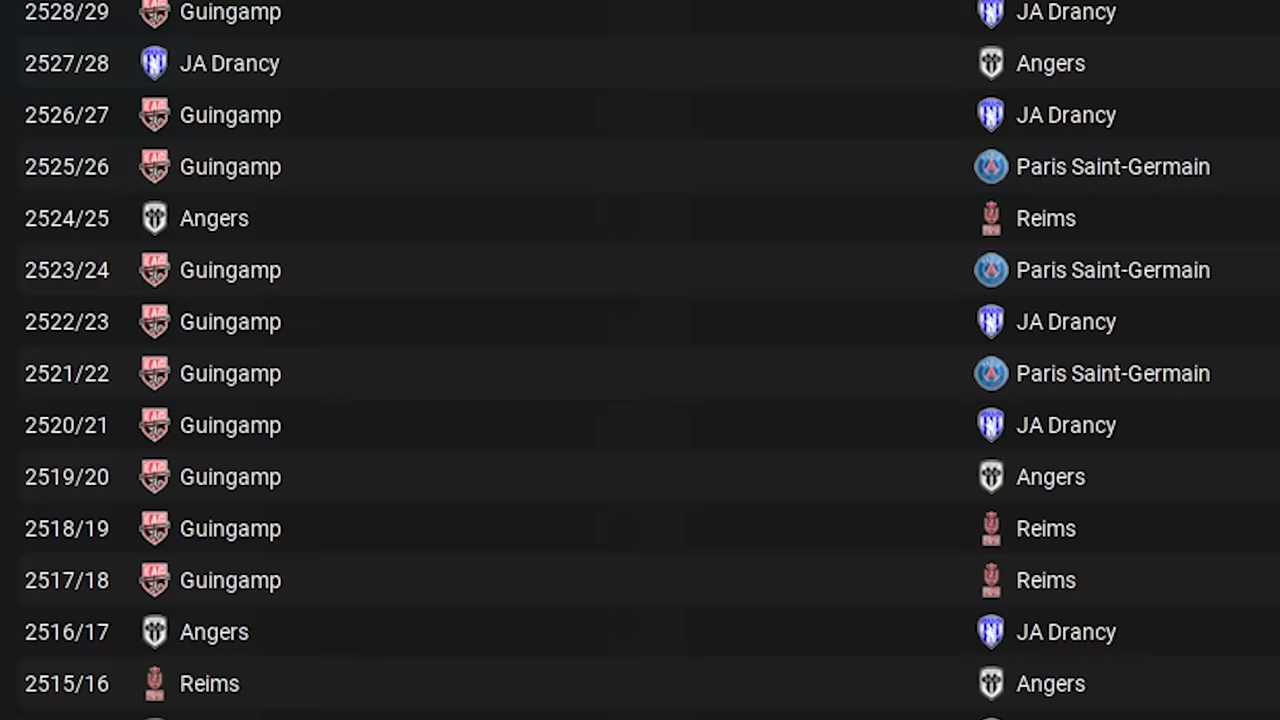 2528/29 Guingamp JA Drancy
2527/28 JA Drancy Angers
2526/27 Guingamp JA Drancy
2525/26 Guingamp Paris Saint-Germain
2524/25 Angers Reims
2523/24 Guingamp Paris Saint-Germain
2522/23 Guingamp JA Drancy
2521/22 Guingamp Paris Saint-Germain
2520/21 Guingamp JA Drancy
2519/20 Guingamp Angers
2518/19 Guingamp Reims
2517/18 Guingamp Reims
2516/17 Angers JA Drancy
2515/16 Reims Angers